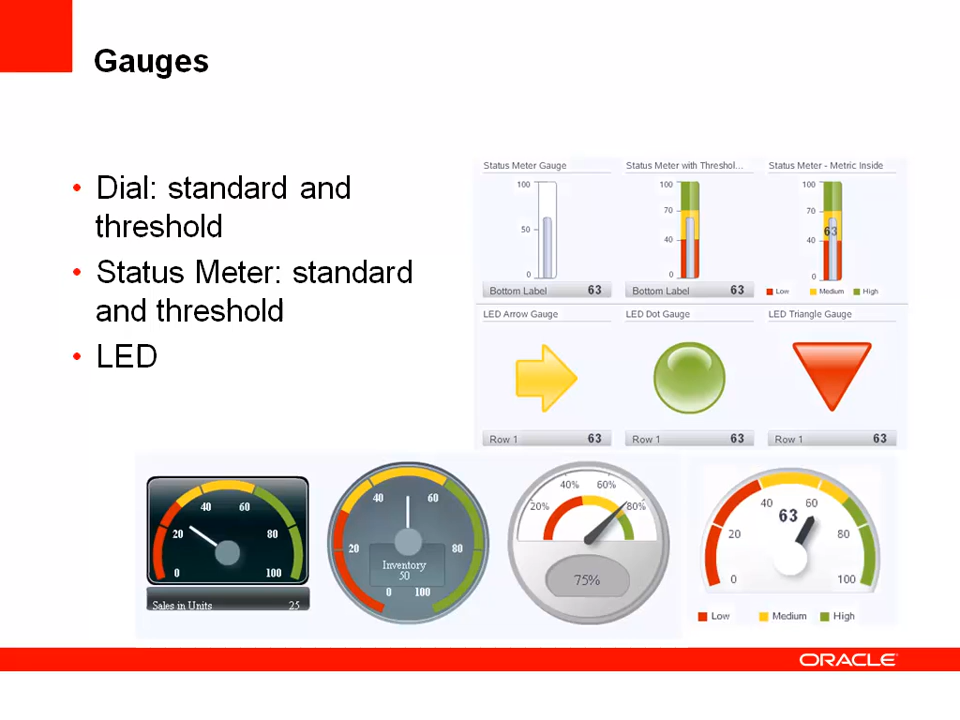 Gauges
• Dial: standard and
threshold
• Status Meter: standard
and threshold
• LED
Status Meter Gauge
100
50
0
Bottom Label 63
Status Meter with Threshol...
100
70
40
0
Bottom Label 63
Status Meter - Metric Inside
100
70
63
40
0
Low Medium High
LED Arrow Gauge
Row 1 63
LED Dot Gauge
Row 1 63
LED Triangle Gauge
Row 1 63
40 60
20 80
0 100
Sales in Units 25
40 60
20 80
Inventory
50
0 100
40% 60%
20% 80%
75%
40 60
63
20 80
0 100
Low Medium High
ORACLE